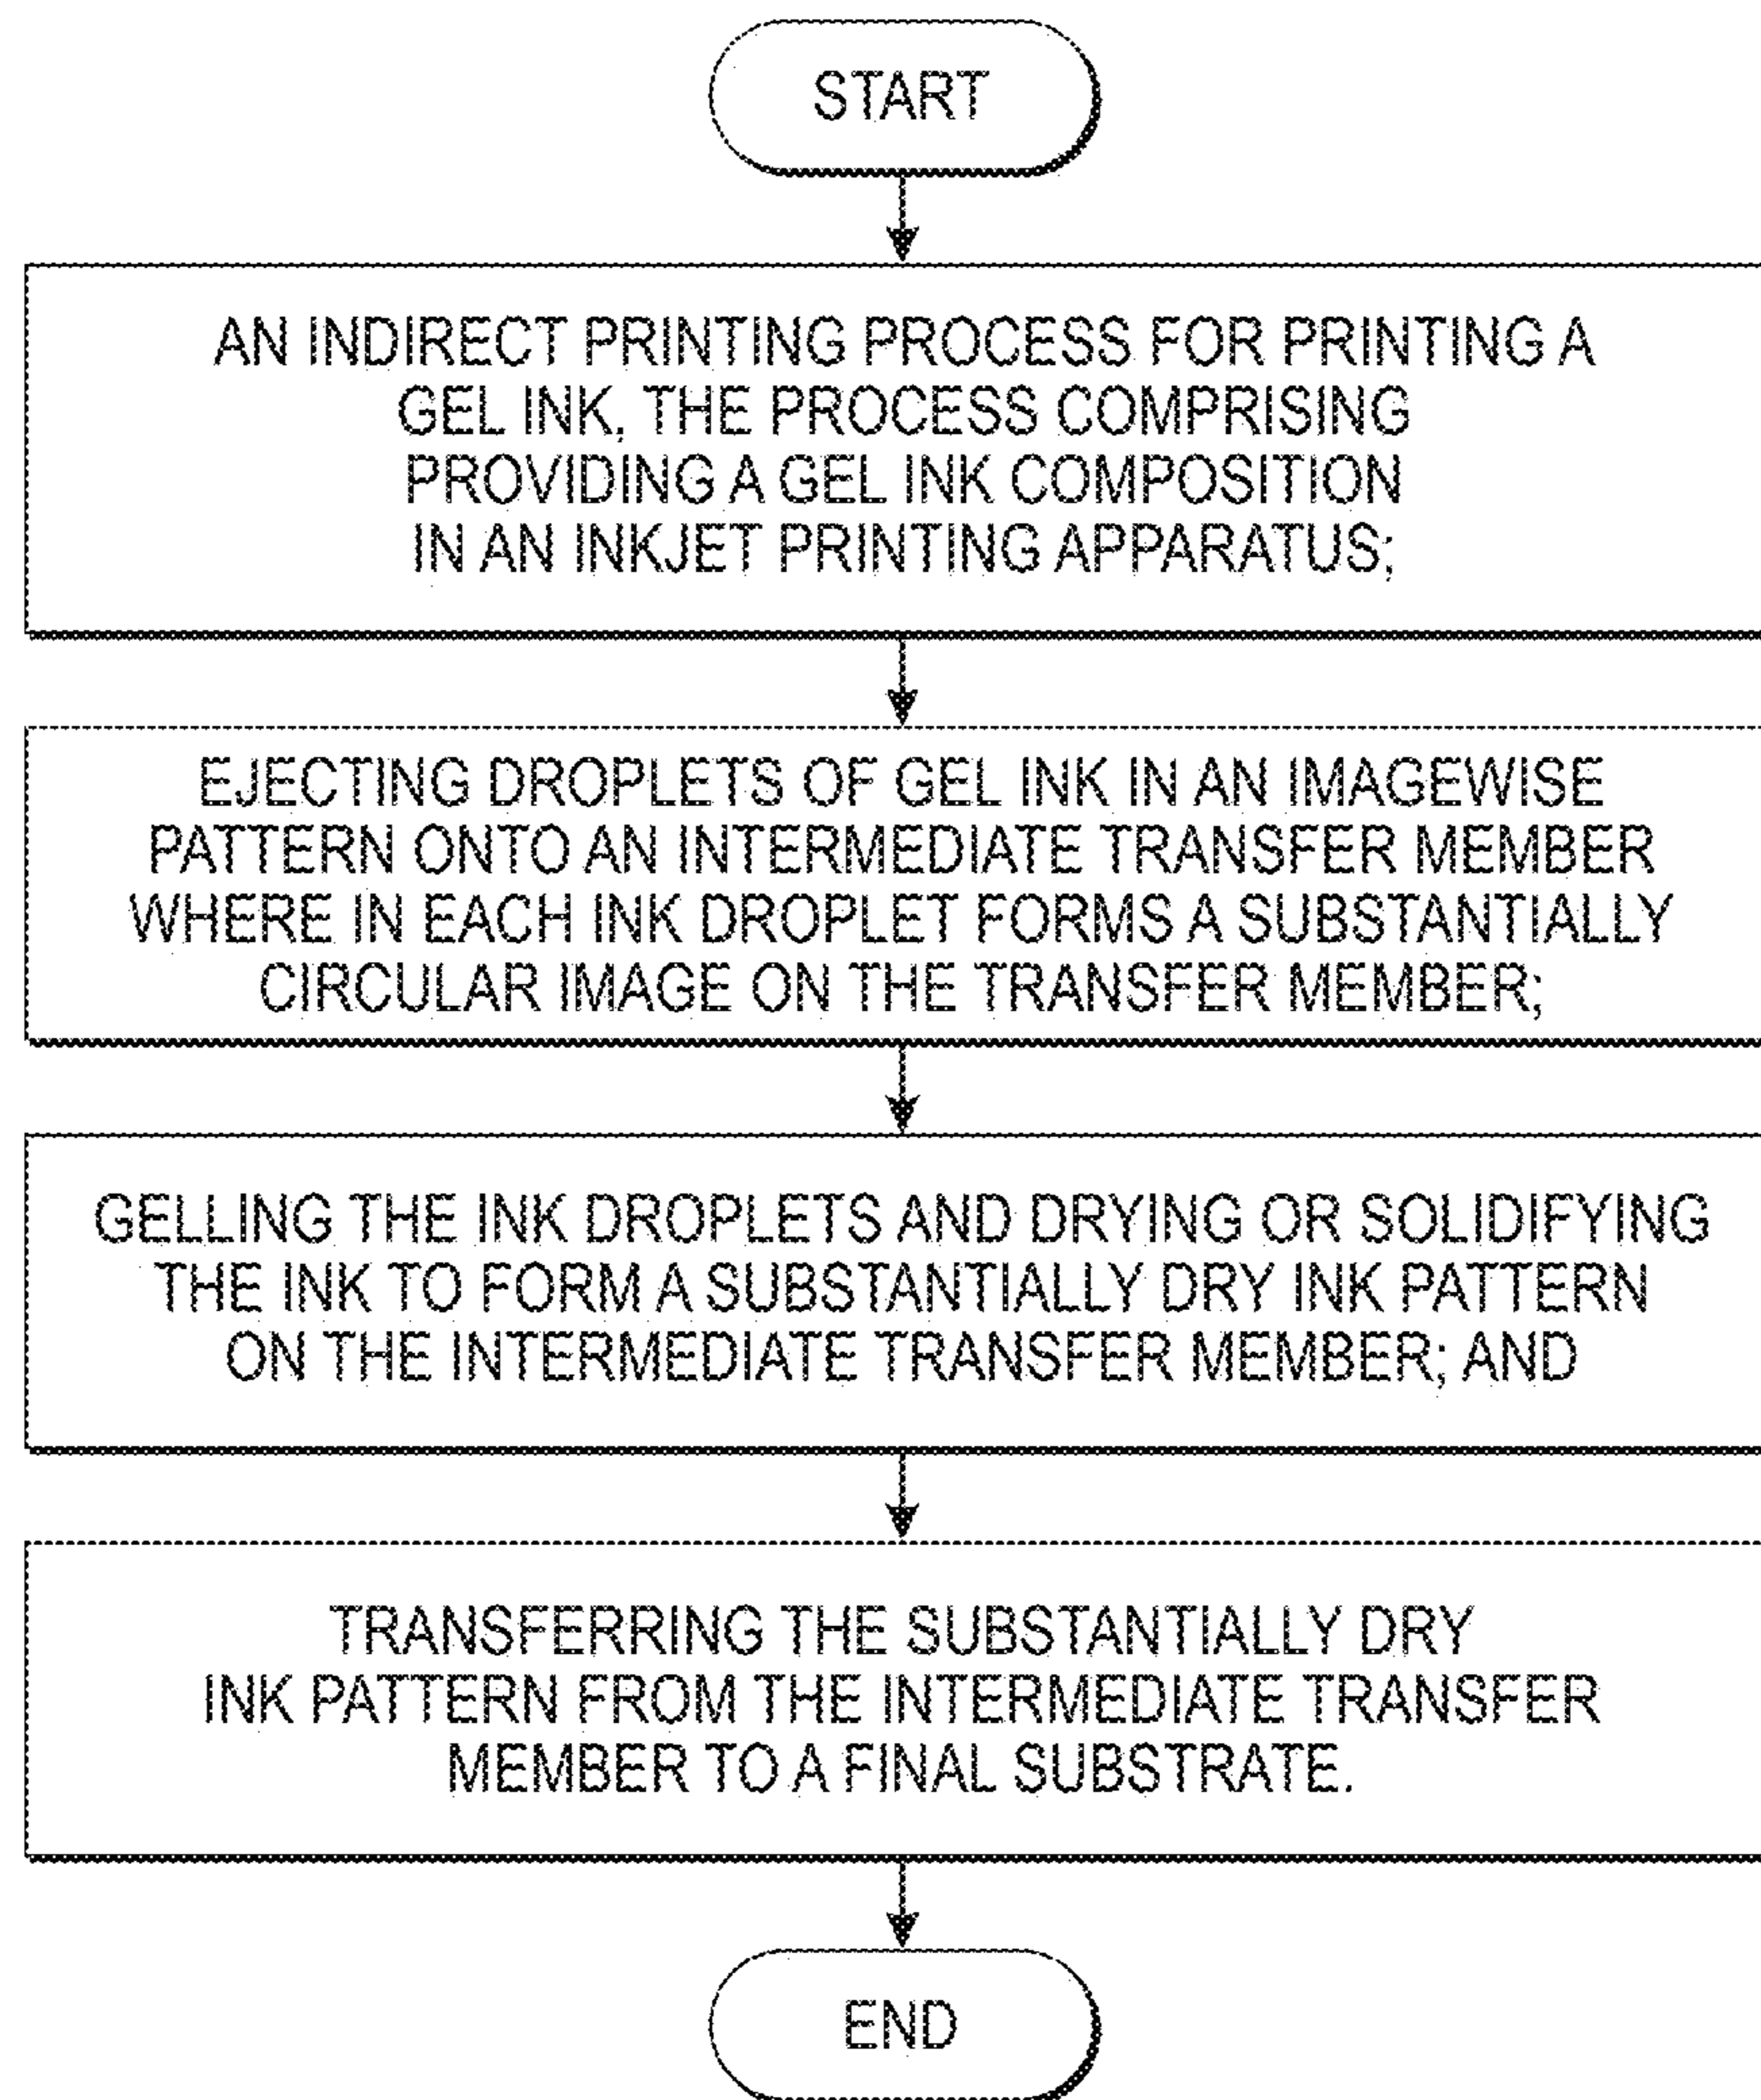 START
AN INDIRECT PRINTING PROCESS FOR PRINTING A
GEL INK, THE PROCESS COMPRISING
PROVIDING A GEL INK COMPOSITION
IN AN INKJET PRINTING APPARATUS;
EJECTING DROPLETS OF GEL INK IN AN IMAGEWISE
PATTERN ONTO AN INTERMEDIATE TRANSFER MEMBER
WHERE IN EACH INK DROPLET FORMS A SUBSTANTIALLY
CIRCULAR IMAGE ON THE TRANSFER MEMBER;
GELLING THE INK DROPLETS AND DRYING OR SOLIDIFYING
THE INK TO FORM A SUBSTANTIALLY DRY INK PATTERN
ON THE INTERMEDIATE TRANSFER MEMBER; AND
TRANSFERRING THE SUBSTANTIALLY DRY
INK PATTERN FROM THE INTERMEDIATE TRANSFER
MEMBER TO A FINAL SUBSTRATE.
END